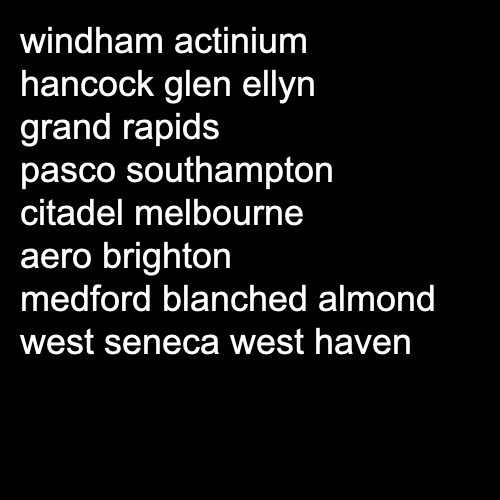 windham actinium
hancock glen ellyn
grand rapids
pasco southampton
citadel melbourne
aero brighton
medford blanched almond
west seneca west haven